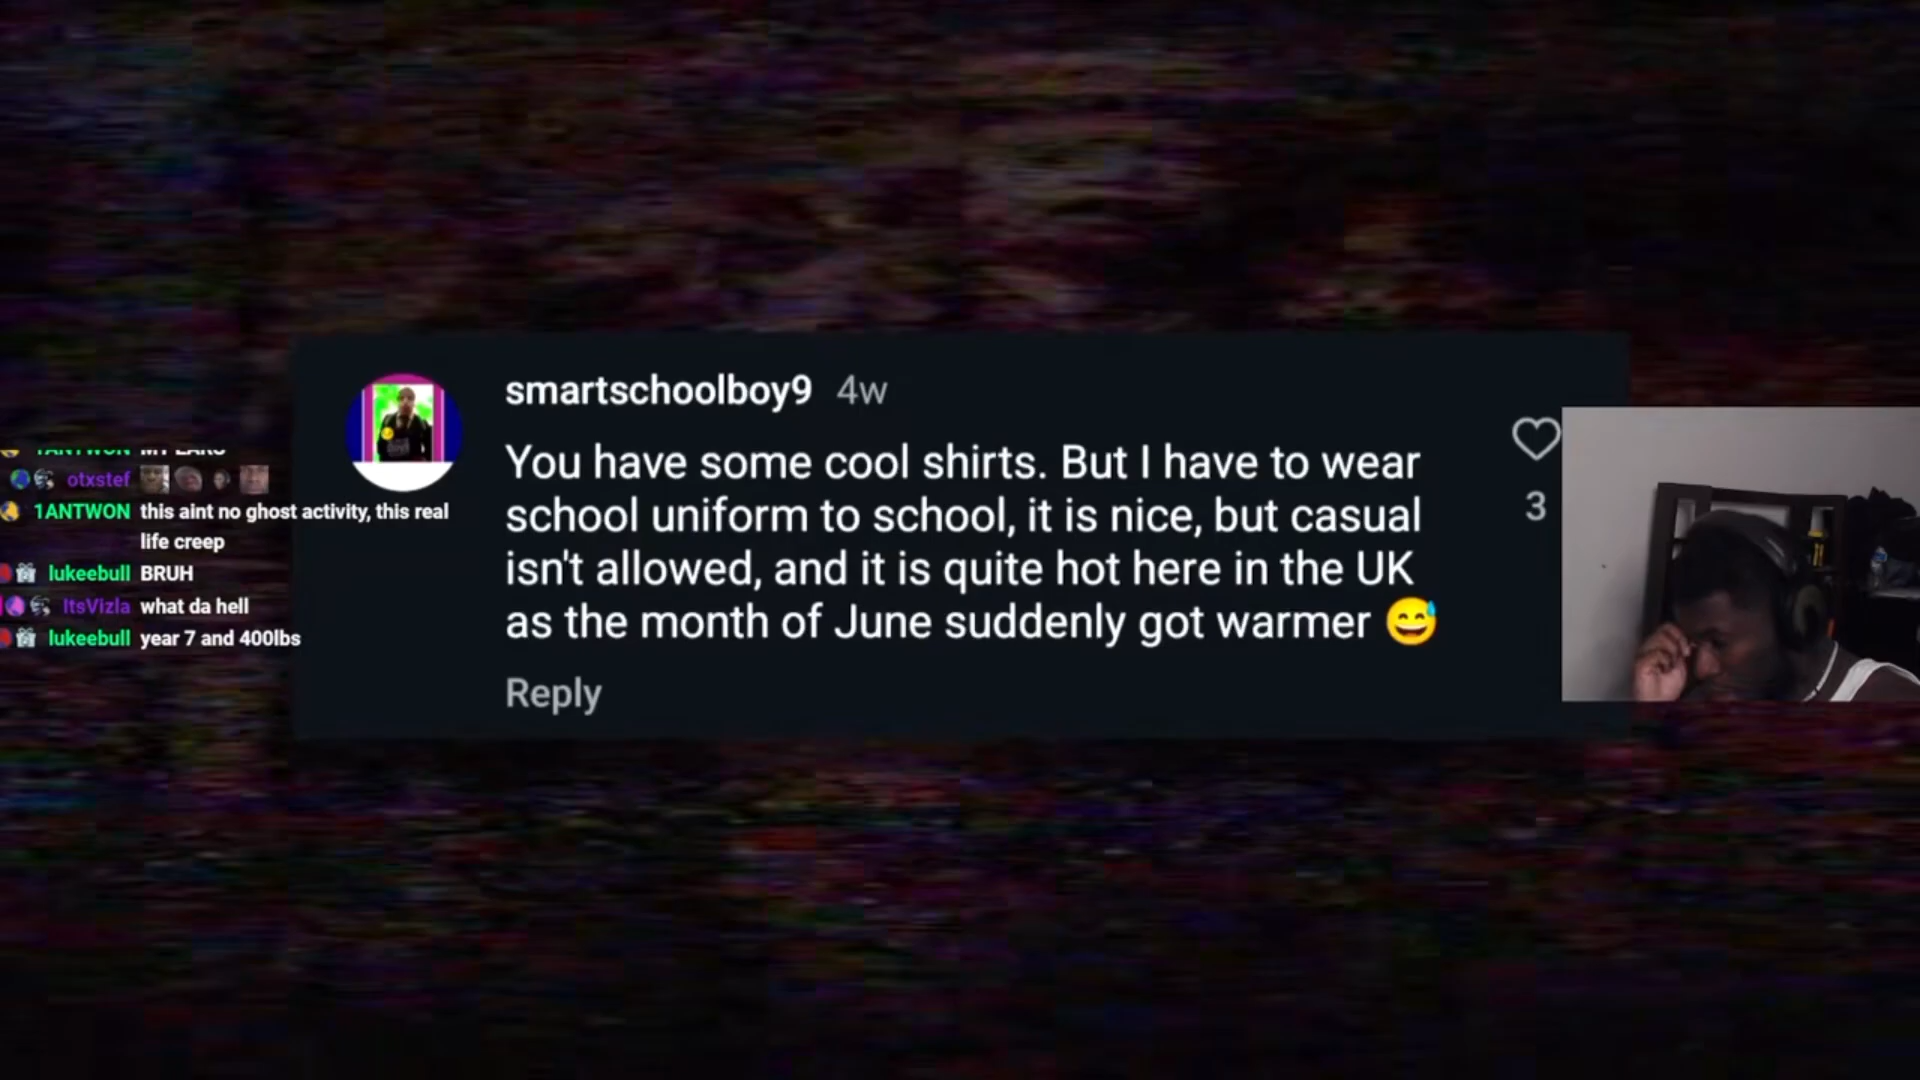 smartschoolboy9 4w
You have some cool shirts. But I have to wear
school uniform to school, it is nice, but casual
isn't allowed, and it is quite hot here in the UK
as the month of June suddenly got warmer 😅
Reply
3
1ANTWON
otxstef
1ANTWON this aint no ghost activity, this real
life creep
lukeebull BRUH
ItsVizla what da hell
lukeebull year 7 and 400lbs